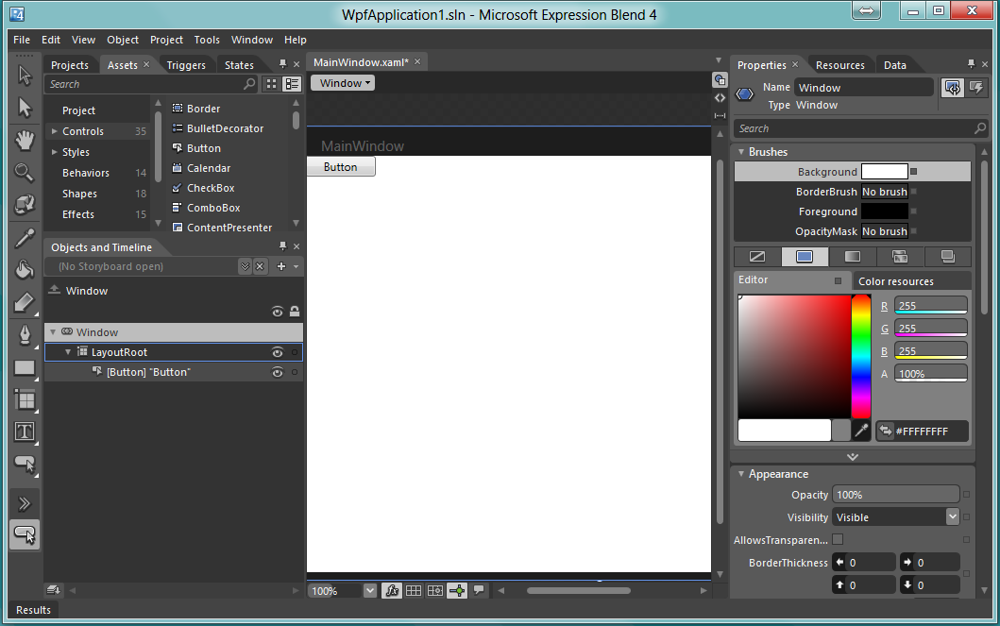 WpfApplication1.sln - Microsoft Expression Blend 4
File Edit View Object Project Tools Window Help
Projects Assets × Triggers States
Search
Project
Controls 35
Styles
Behaviors 14
Shapes 18
Effects 15
Border
BulletDecorator
Button
Calendar
CheckBox
ComboBox
ContentPresenter
Objects and Timeline
(No Storyboard open)
Window
Window
LayoutRoot
[Button] "Button"
MainWindow.xaml* ×
Window
MainWindow
Button
100%
Properties × Resources Data
Name Window
Type Window
Search
Brushes
Background
BorderBrush No brush
Foreground
OpacityMask No brush
Editor Color resources
R 255
G 255
B 255
A 100%
#FFFFFFFF
Appearance
Opacity 100%
Visibility Visible
AllowsTransparen...
BorderThickness 0 0
0 0
Results